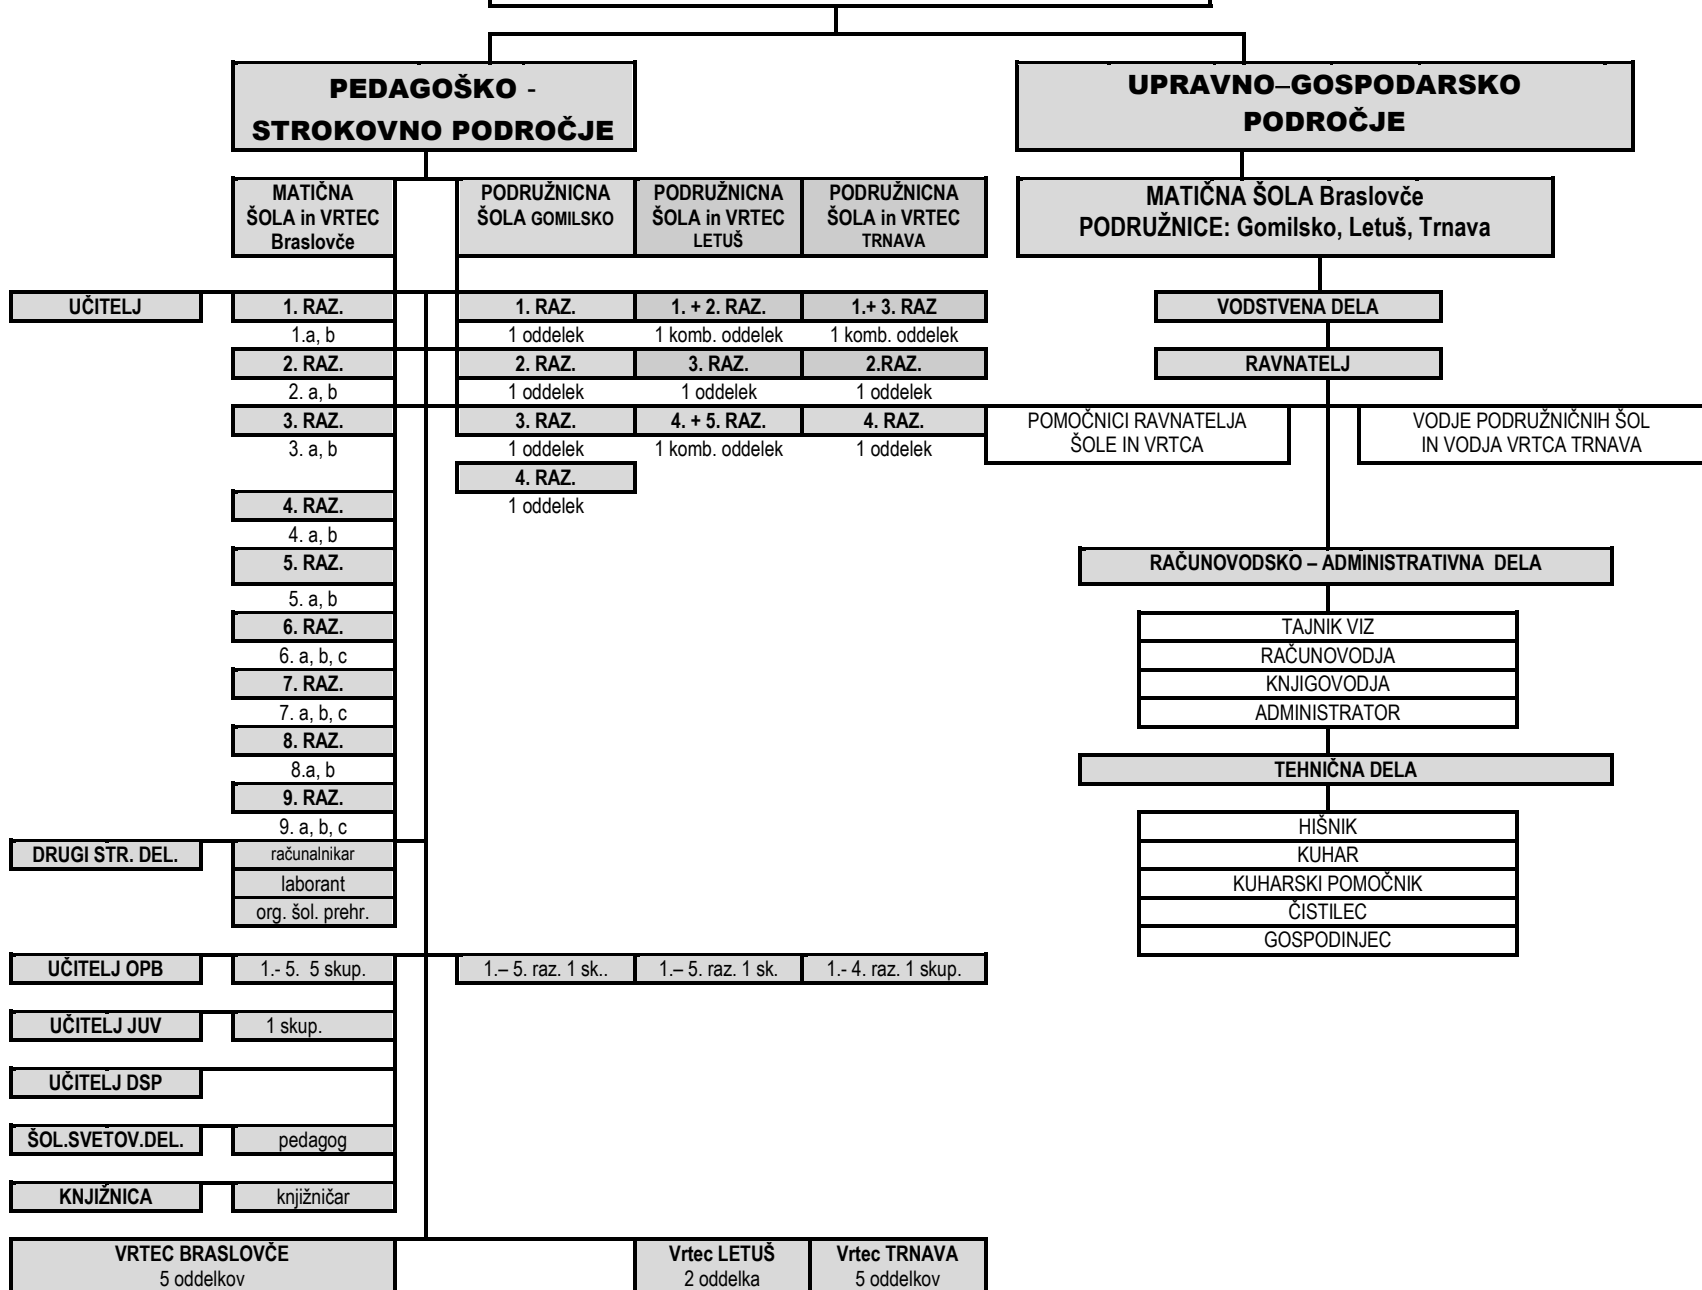 PEDAGOŠKO -
STROKOVNO PODROČJE
UPRAVNO–GOSPODARSKO
PODROČJE
MATIČNA
ŠOLA in VRTEC
Braslovče
PODRUŽNICNA
ŠOLA GOMILSKO
PODRUŽNICNA
ŠOLA in VRTEC
LETUŠ
PODRUŽNICNA
ŠOLA in VRTEC
TRNAVA
MATIČNA ŠOLA Braslovče
PODRUŽNICE: Gomilsko, Letuš, Trnava
UČITELJ
1. RAZ.
1. RAZ.
1. + 2. RAZ.
1.+ 3. RAZ
VODSTVENA DELA
1.a, b
1 oddelek
1 komb. oddelek
1 komb. oddelek
2. RAZ.
2. RAZ.
3. RAZ.
2.RAZ.
RAVNATELJ
2. a, b
1 oddelek
1 oddelek
1 oddelek
3. RAZ.
3. RAZ.
4. + 5. RAZ.
4. RAZ.
POMOČNICI RAVNATELJA
ŠOLE IN VRTCA
VODJE PODRUŽNIČNIH ŠOL
IN VODJA VRTCA TRNAVA
3. a, b
1 oddelek
1 komb. oddelek
1 oddelek
4. RAZ.
4. RAZ.
1 oddelek
4. a, b
5. RAZ.
RAČUNOVODSKO – ADMINISTRATIVNA DELA
5. a, b
6. RAZ.
TAJNIK VIZ
6. a, b, c
RAČUNOVODJA
7. RAZ.
KNJIGOVODJA
7. a, b, c
ADMINISTRATOR
8. RAZ.
8.a, b
TEHNIČNA DELA
9. RAZ.
9. a, b, c
HIŠNIK
DRUGI STR. DEL.
računalnikar
KUHAR
laborant
KUHARSKI POMOČNIK
org. šol. prehr.
ČISTILEC
GOSPODINJEC
UČITELJ OPB
1.- 5. 5 skup.
1.– 5. raz. 1 sk..
1.– 5. raz. 1 sk.
1.- 4. raz. 1 skup.
UČITELJ JUV
1 skup.
UČITELJ DSP
ŠOL.SVETOV.DEL.
pedagog
KNJIŽNICA
knjižničar
VRTEC BRASLOVČE
5 oddelkov
Vrtec LETUŠ
2 oddelka
Vrtec TRNAVA
5 oddelkov